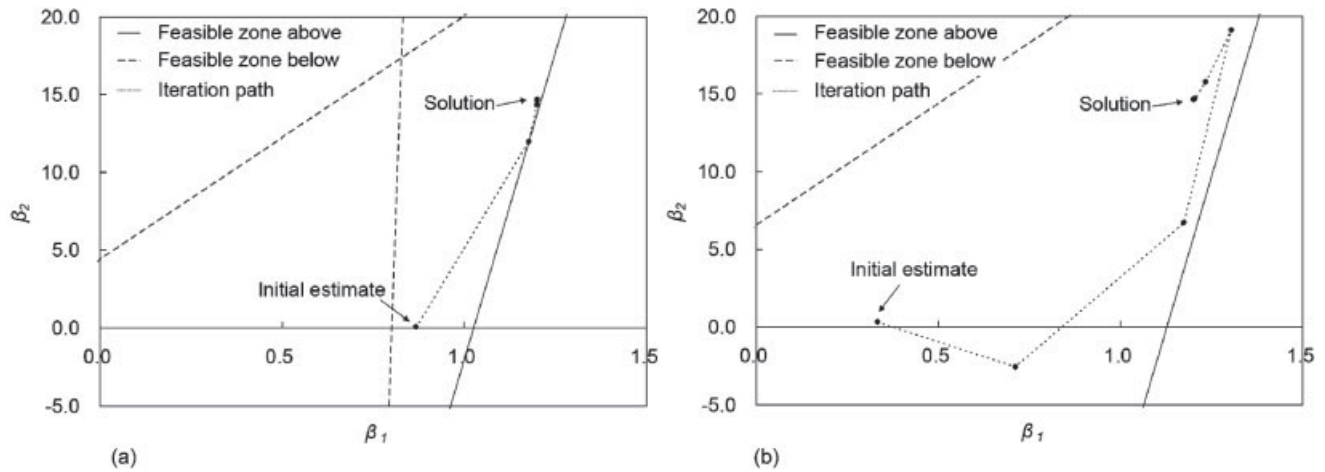 20.0
Feasible zone above
Feasible zone below
Iteration path
15.0
Solution
10.0
β2
5.0
Initial estimate
0.0
0.0 0.5 1.0 1.5
-5.0
β1
(a)
20.0
Feasible zone above
Feasible zone below
Iteration path
15.0
Solution
10.0
β2
5.0
Initial estimate
0.0
0.0 0.5 1.0 1.5
-5.0
β1
(b)